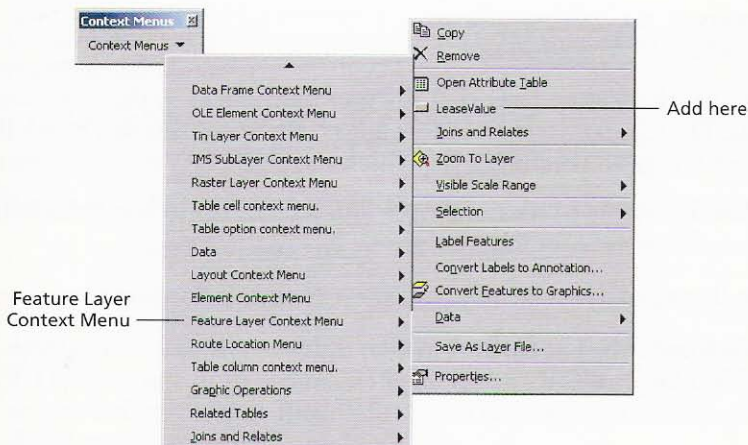 Context Menus
Context Menus
Data Frame Context Menu
OLE Element Context Menu
Tin Layer Context Menu
IMS SubLayer Context Menu
Raster Layer Context Menu
Table cell context menu.
Table option context menu.
Data
Layout Context Menu
Element Context Menu
Feature Layer Context Menu
Route Location Menu
Table column context menu.
Graphic Operations
Related Tables
Joins and Relates
Copy
Remove
Open Attribute Table
LeaseValue
Joins and Relates
Zoom To Layer
Visible Scale Range
Selection
Label Features
Convert Labels to Annotation...
Convert Features to Graphics...
Data
Save As Layer File...
Properties...
Add here
Feature Layer
Context Menu